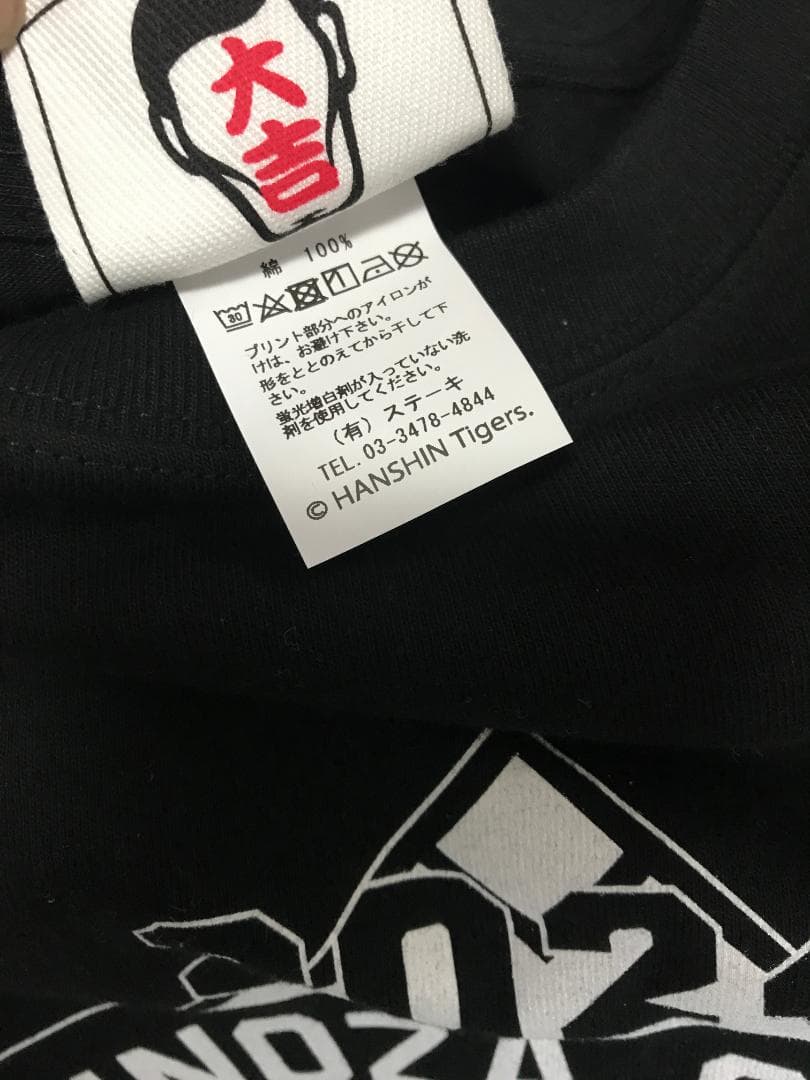 大
吉
綿 100%
30
プリント部分へのアイロンが
けは、お避け下さい。
形をととのえてから干して下
さい。
蛍光増白剤が入っていない洗
剤を使用してください。
(有) ステーキ
TEL. 03-3478-4844
© HANSHIN Tigers.
202
INOZA